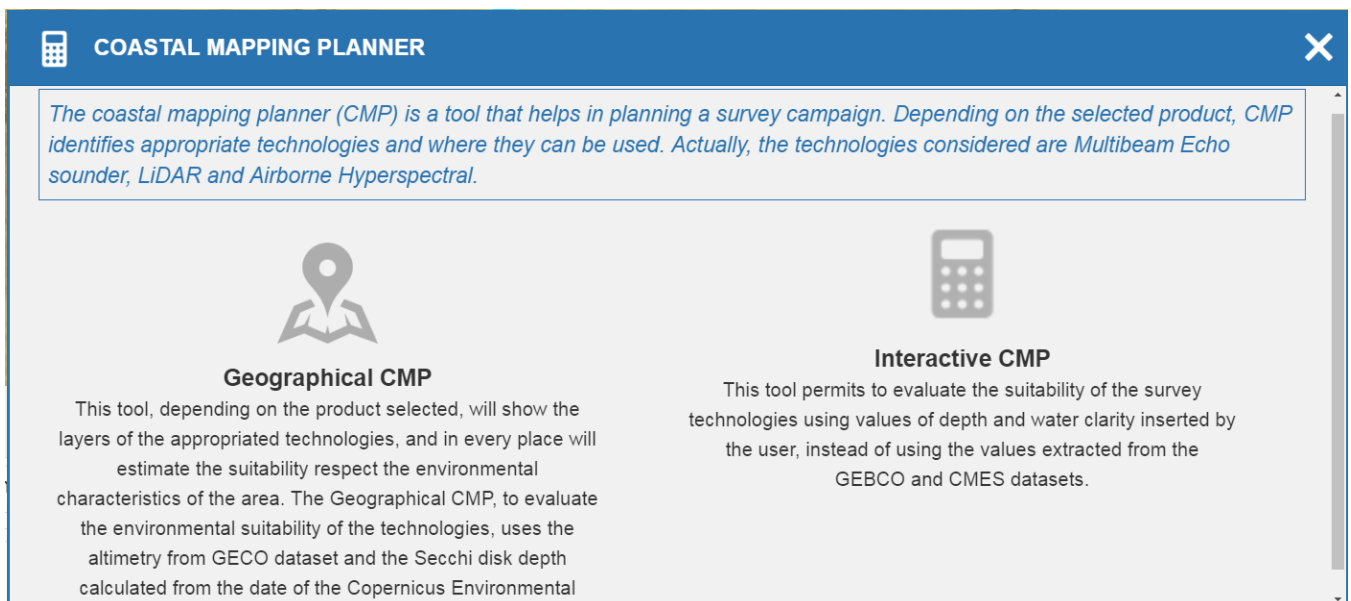 COASTAL MAPPING PLANNER
The coastal mapping planner (CMP) is a tool that helps in planning a survey campaign. Depending on the selected product, CMP
identifies appropriate technologies and where they can be used. Actually, the technologies considered are Multibeam Echo
sounder, LiDAR and Airborne Hyperspectral.
Geographical CMP
This tool, depending on the product selected, will show the
layers of the appropriated technologies, and in every place will
estimate the suitability respect the environmental
characteristics of the area. The Geographical CMP, to evaluate
the environmental suitability of the technologies, uses the
altimetry from GECO dataset and the Secchi disk depth
calculated from the date of the Copernicus Environmental
Interactive CMP
This tool permits to evaluate the suitability of the survey
technologies using values of depth and water clarity inserted by
the user, instead of using the values extracted from the
GEBCO and CMES datasets.